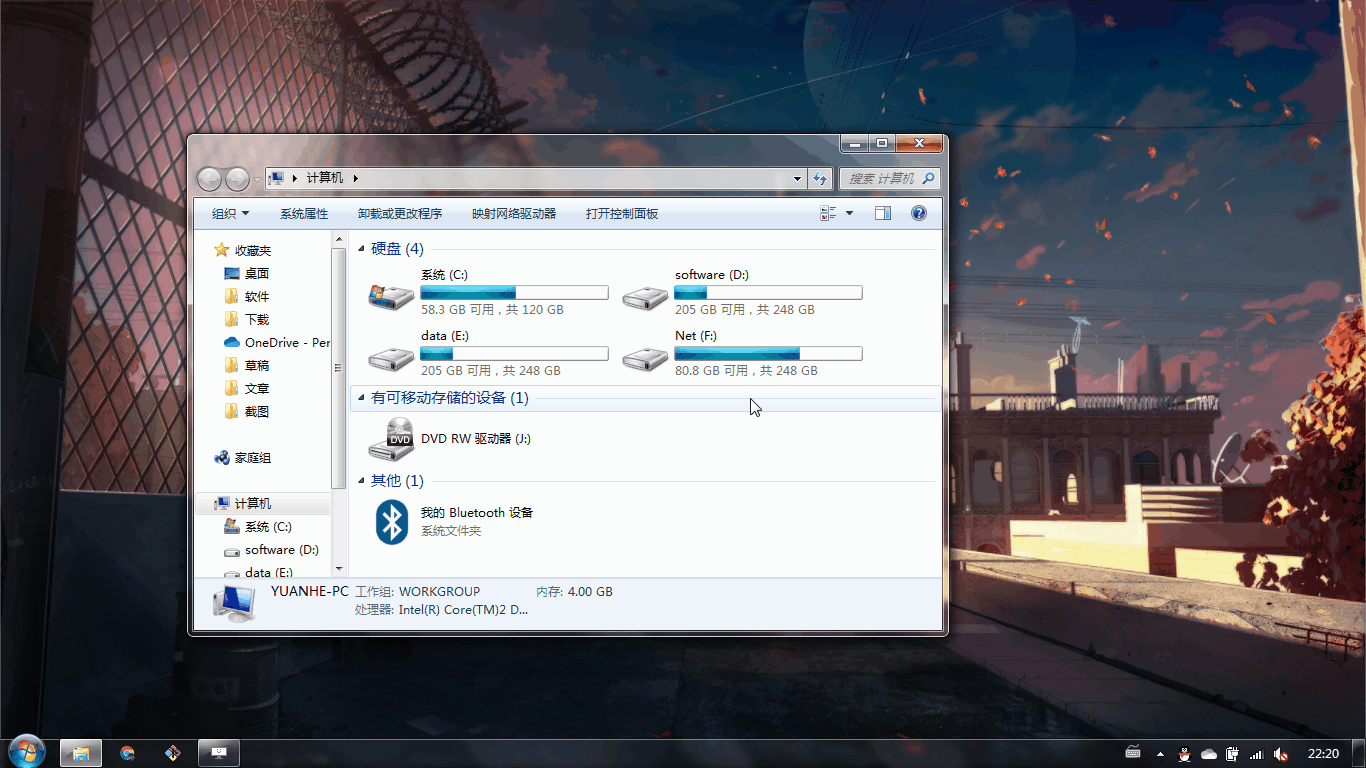 计算机
搜索 计算机
组织 系统属性 卸载或更改程序 映射网络驱动器 打开控制面板
收藏夹
桌面
软件
下载
OneDrive - Per
草稿
文章
截图
家庭组
计算机
系统 (C:)
software (D:)
data (E:)
硬盘 (4)
系统 (C:)
58.3 GB 可用，共 120 GB
software (D:)
205 GB 可用，共 248 GB
data (E:)
205 GB 可用，共 248 GB
Net (F:)
80.8 GB 可用，共 248 GB
有可移动存储的设备 (1)
DVD
DVD RW 驱动器 (J:)
其他 (1)
我的 Bluetooth 设备
系统文件夹
YUANHE-PC 工作组: WORKGROUP 内存: 4.00 GB
处理器: Intel(R) Core(TM)2 D...
22:20